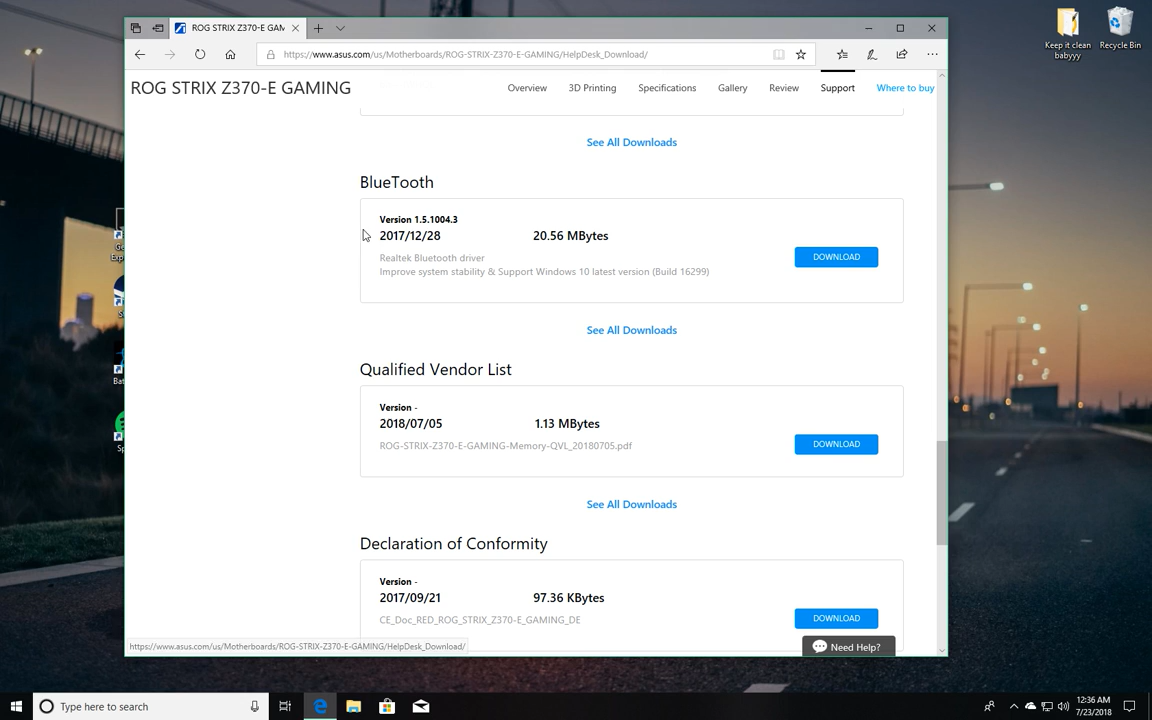 ROG STRIX Z370-E GAM
https://www.asus.com/us/Motherboards/ROG-STRIX-Z370-E-GAMING/HelpDesk_Download/
Keep it clean
babyyy
Recycle Bin
ROG STRIX Z370-E GAMING
Overview
3D Printing
Specifications
Gallery
Review
Support
Where to buy
See All Downloads
BlueTooth
Version 1.5.1004.3
2017/12/28
20.56 MBytes
Realtek Bluetooth driver
Improve system stability & Support Windows 10 latest version (Build 16299)
DOWNLOAD
See All Downloads
Qualified Vendor List
Version -
2018/07/05
1.13 MBytes
ROG-STRIX-Z370-E-GAMING-Memory-QVL_20180705.pdf
DOWNLOAD
See All Downloads
Declaration of Conformity
Version -
2017/09/21
97.36 KBytes
CE_Doc_RED_ROG_STRIX_Z370-E_GAMING_DE
DOWNLOAD
Need Help?
https://www.asus.com/us/Motherboards/ROG-STRIX-Z370-E-GAMING/HelpDesk_Download/
Type here to search
12:36 AM
7/23/2018